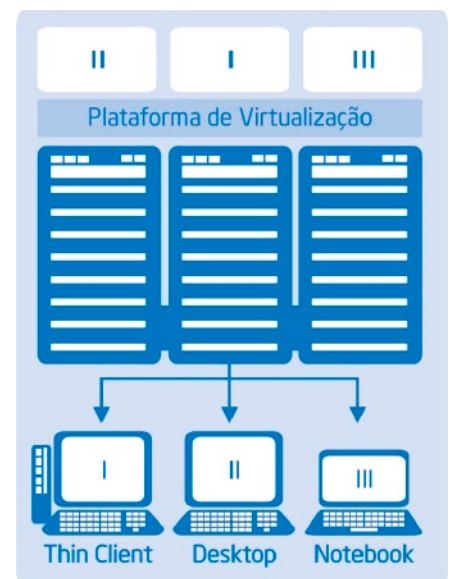 II I III
Plataforma de Virtualização
I II III
Thin Client Desktop Notebook